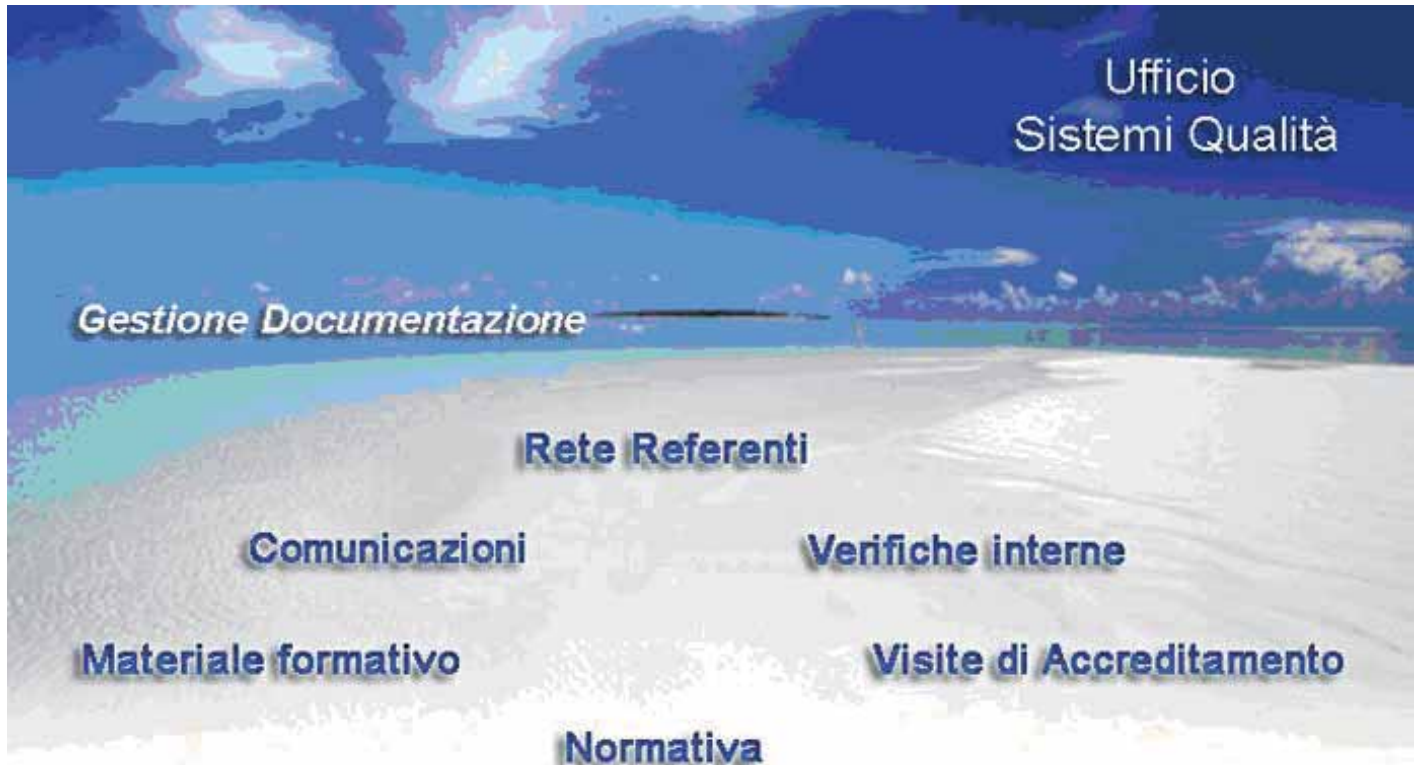 Ufficio
Sistemi Qualità
Gestione Documentazione
Rete Referenti
Comunicazioni
Verifiche interne
Materiale formativo
Visite di Accreditamento
Normativa